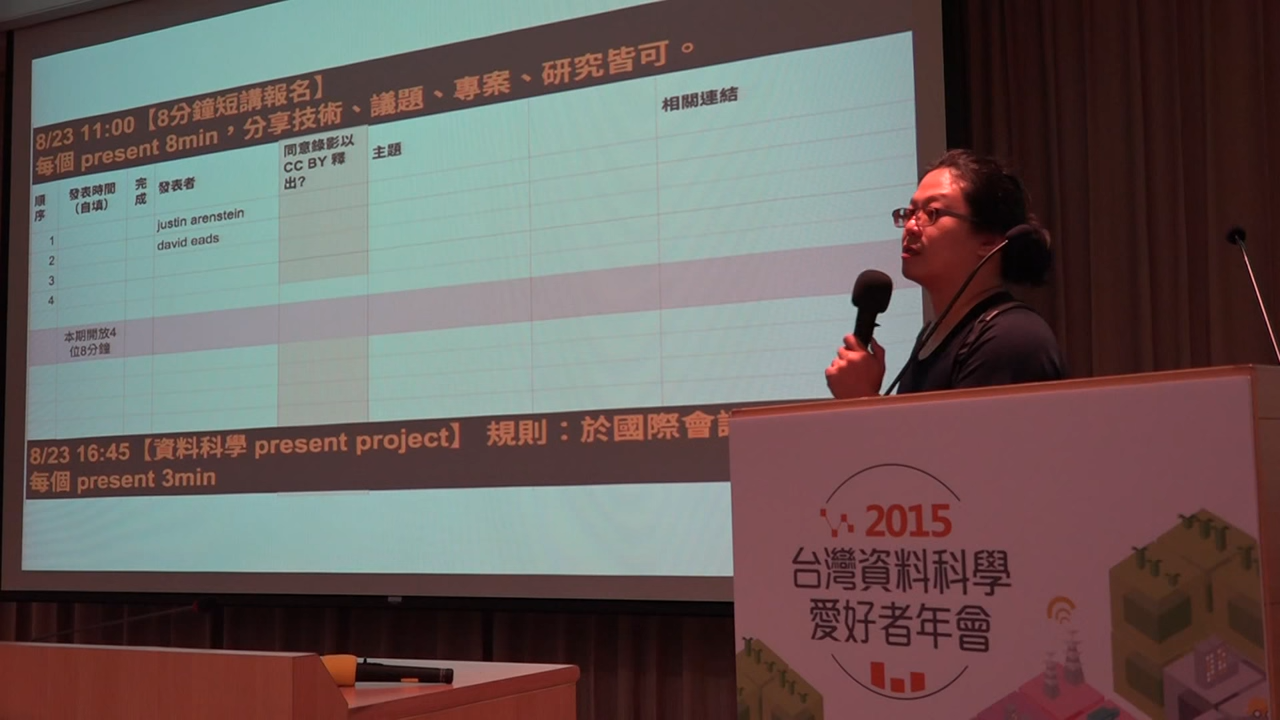 8/23 11:00【8分鐘短講報名】
每個 present 8min，分享技術、議題、專案、研究皆可。
順序
發表時間
（自填）
完成
發表者
同意錄影以
CC BY 釋
出?
主題
相關連結
1
justin arenstein
2
david eads
3
4
本期開放4
位8分鐘
8/23 16:45【資料科學 present project】 規則：於國際會
每個 present 3min
2015
台灣資料科學
愛好者年會